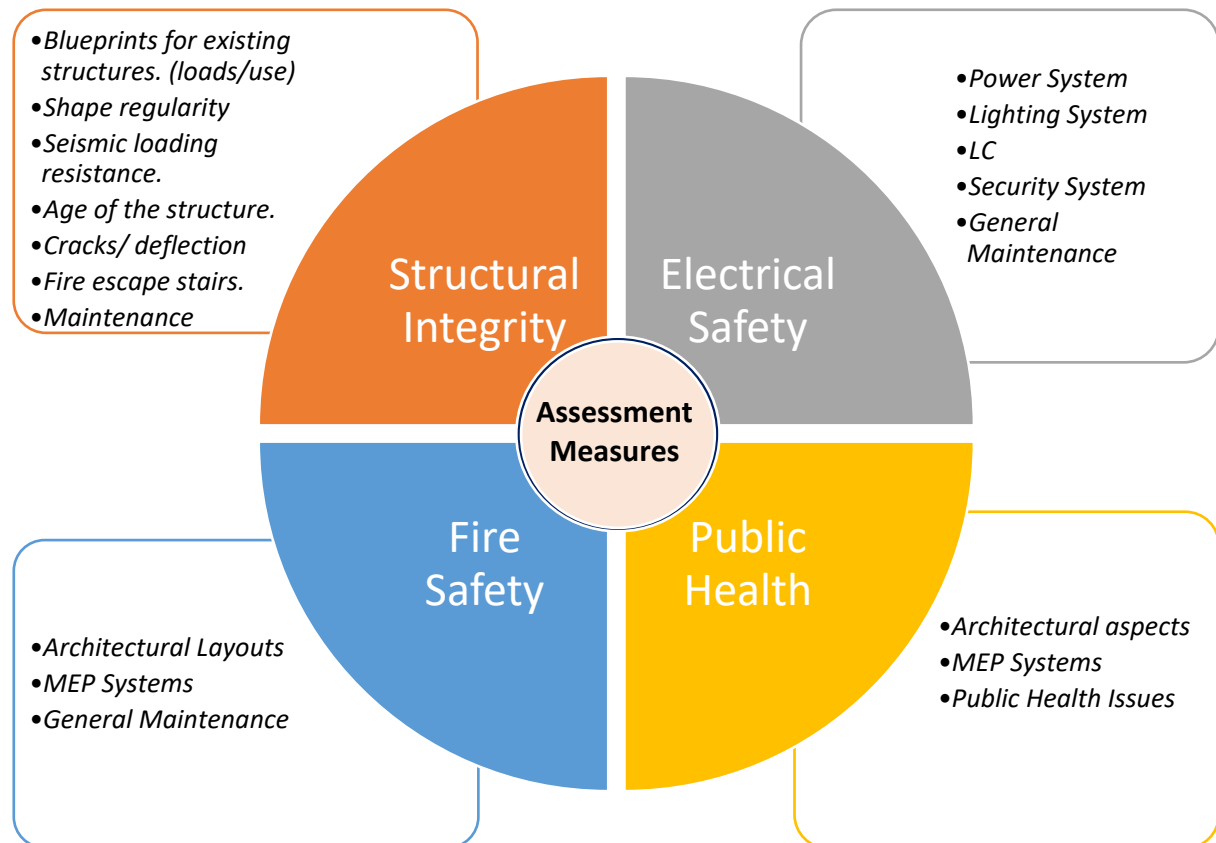 •Blueprints for existing
structures. (loads/use)
•Shape regularity
•Seismic loading
resistance.
•Age of the structure.
•Cracks/ deflection
•Fire escape stairs.
•Maintenance
•Power System
•Lighting System
•LC
•Security System
•General
Maintenance
Structural
Integrity
Electrical
Safety
Assessment
Measures
Fire
Safety
Public
Health
•Architectural Layouts
•MEP Systems
•General Maintenance
•Architectural aspects
•MEP Systems
•Public Health Issues